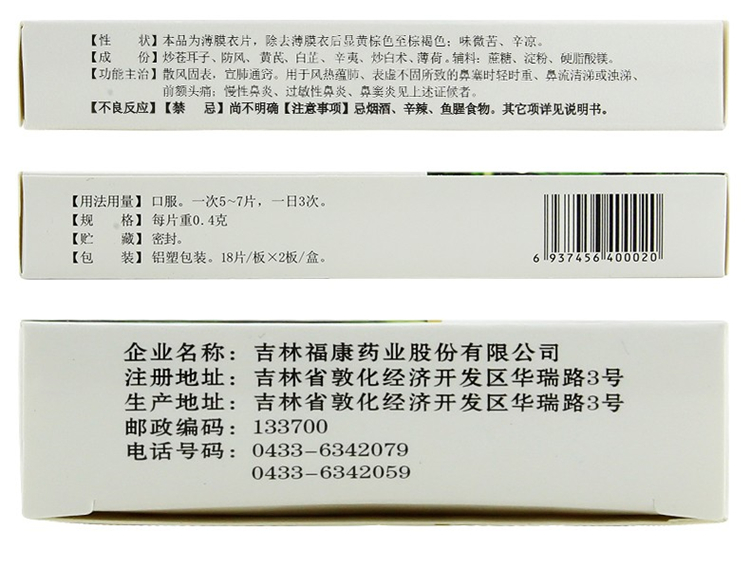 【性　状】本品为薄膜衣片，除去薄膜衣后显黄棕色至棕褐色；味微苦、辛凉。
【成　份】炒苍耳子、防风、黄芪、白芷、辛夷、炒白术、薄荷。辅料：蔗糖、淀粉、硬脂酸镁。
【功能主治】散风固表，宣肺通窍。用于风热蕴肺、表虚不固所致的鼻塞时轻时重、鼻流清涕或浊涕、
前额头痛；慢性鼻炎、过敏性鼻炎、鼻窦炎见上述证候者。
【不良反应】【禁　忌】尚不明确【注意事项】忌烟酒、辛辣、鱼腥食物。其它项详见说明书。
【用法用量】口服。一次5~7片，一日3次。
【规　格】每片重0.4克
【贮　藏】密封。
【包　装】铝塑包装。18片/板×2板/盒。
6 937456 400020
企业名称：吉林福康药业股份有限公司
注册地址：吉林省敦化经济开发区华瑞路3号
生产地址：吉林省敦化经济开发区华瑞路3号
邮政编码：133700
电话号码：0433-6342079
0433-6342059